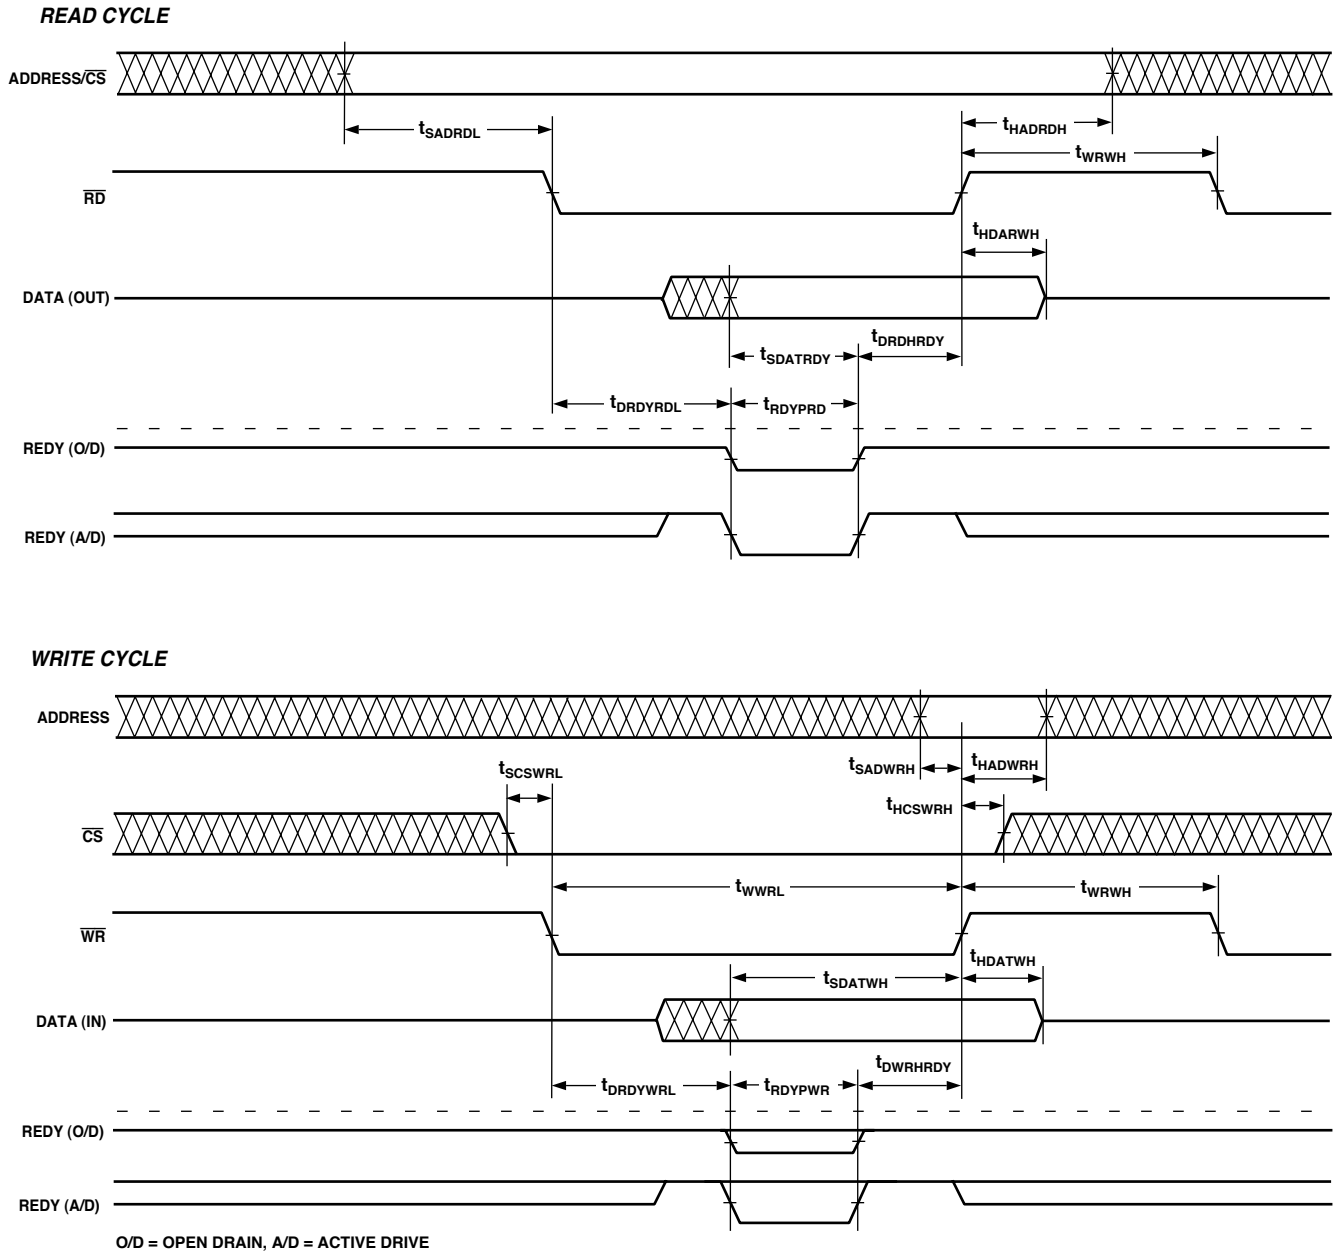 READ CYCLE
ADDRESS/CS
tSADRDL
tHADRDH
tWRWH
RD
tHDARWH
DATA (OUT)
tSDATRDY
tDRDHRDY
tDRDYRDL
tRDYPRD
REDY (O/D)
REDY (A/D)
WRITE CYCLE
ADDRESS
tSCSWRL
tSADWRH
tHADWRH
tHCSWRH
CS
tWWRL
tWRWH
WR
tSDATWH
tHDATWH
DATA (IN)
tDRDYWRL
tRDYPWR
tDWRHRDY
REDY (O/D)
REDY (A/D)
O/D = OPEN DRAIN, A/D = ACTIVE DRIVE